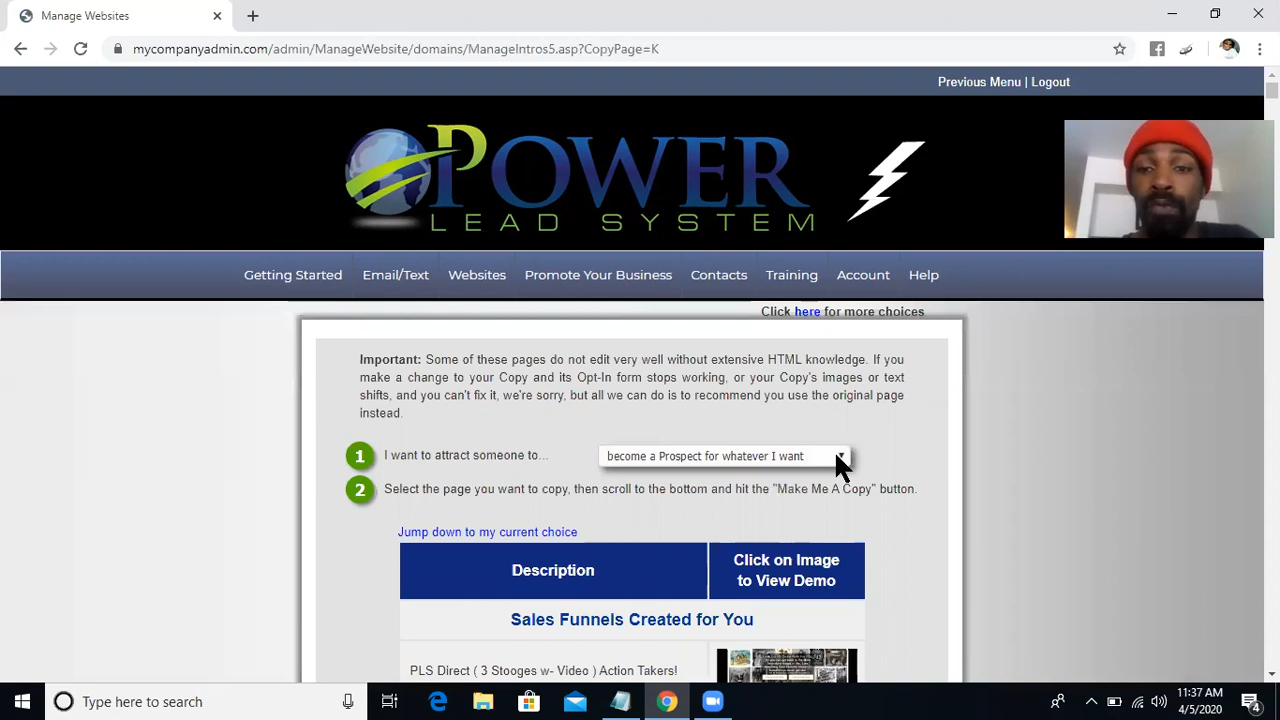 Manage Websites
mycompanyadmin.com/admin/ManageWebsite/domains/ManageIntros5.asp?CopyPage=K
Previous Menu | Logout
POWER
LEAD SYSTEM
Getting Started Email/Text Websites Promote Your Business Contacts Training Account Help
Click here for more choices
Important: Some of these pages do not edit very well without extensive HTML knowledge. If you
make a change to your Copy and its Opt-In form stops working, or your Copy's images or text
shifts, and you can't fix it, we're sorry, but all we can do is to recommend you use the original page
instead.
1 I want to attract someone to... become a Prospect for whatever I want
2 Select the page you want to copy, then scroll to the bottom and hit the "Make Me A Copy" button.
Jump down to my current choice
Description
Click on Image
to View Demo
Sales Funnels Created for You
PLS Direct ( 3 Stooges w- Video ) Action Takers!
Type here to search
11:37 AM
4/5/2020
4